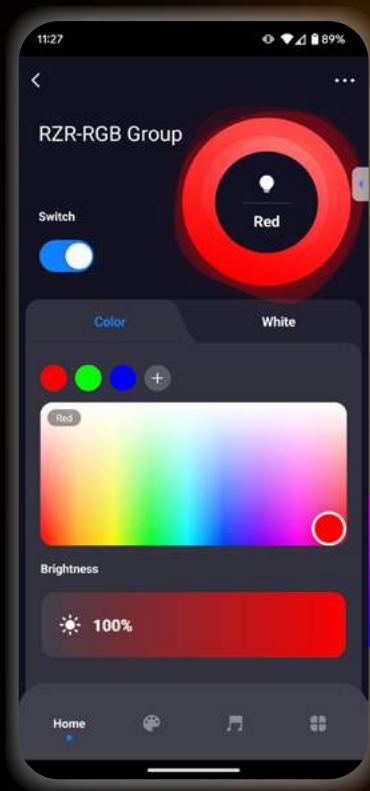 11:27
89%
RZR-RGB Group
Red
Switch
Color
White
Red
Brightness
100%
Home